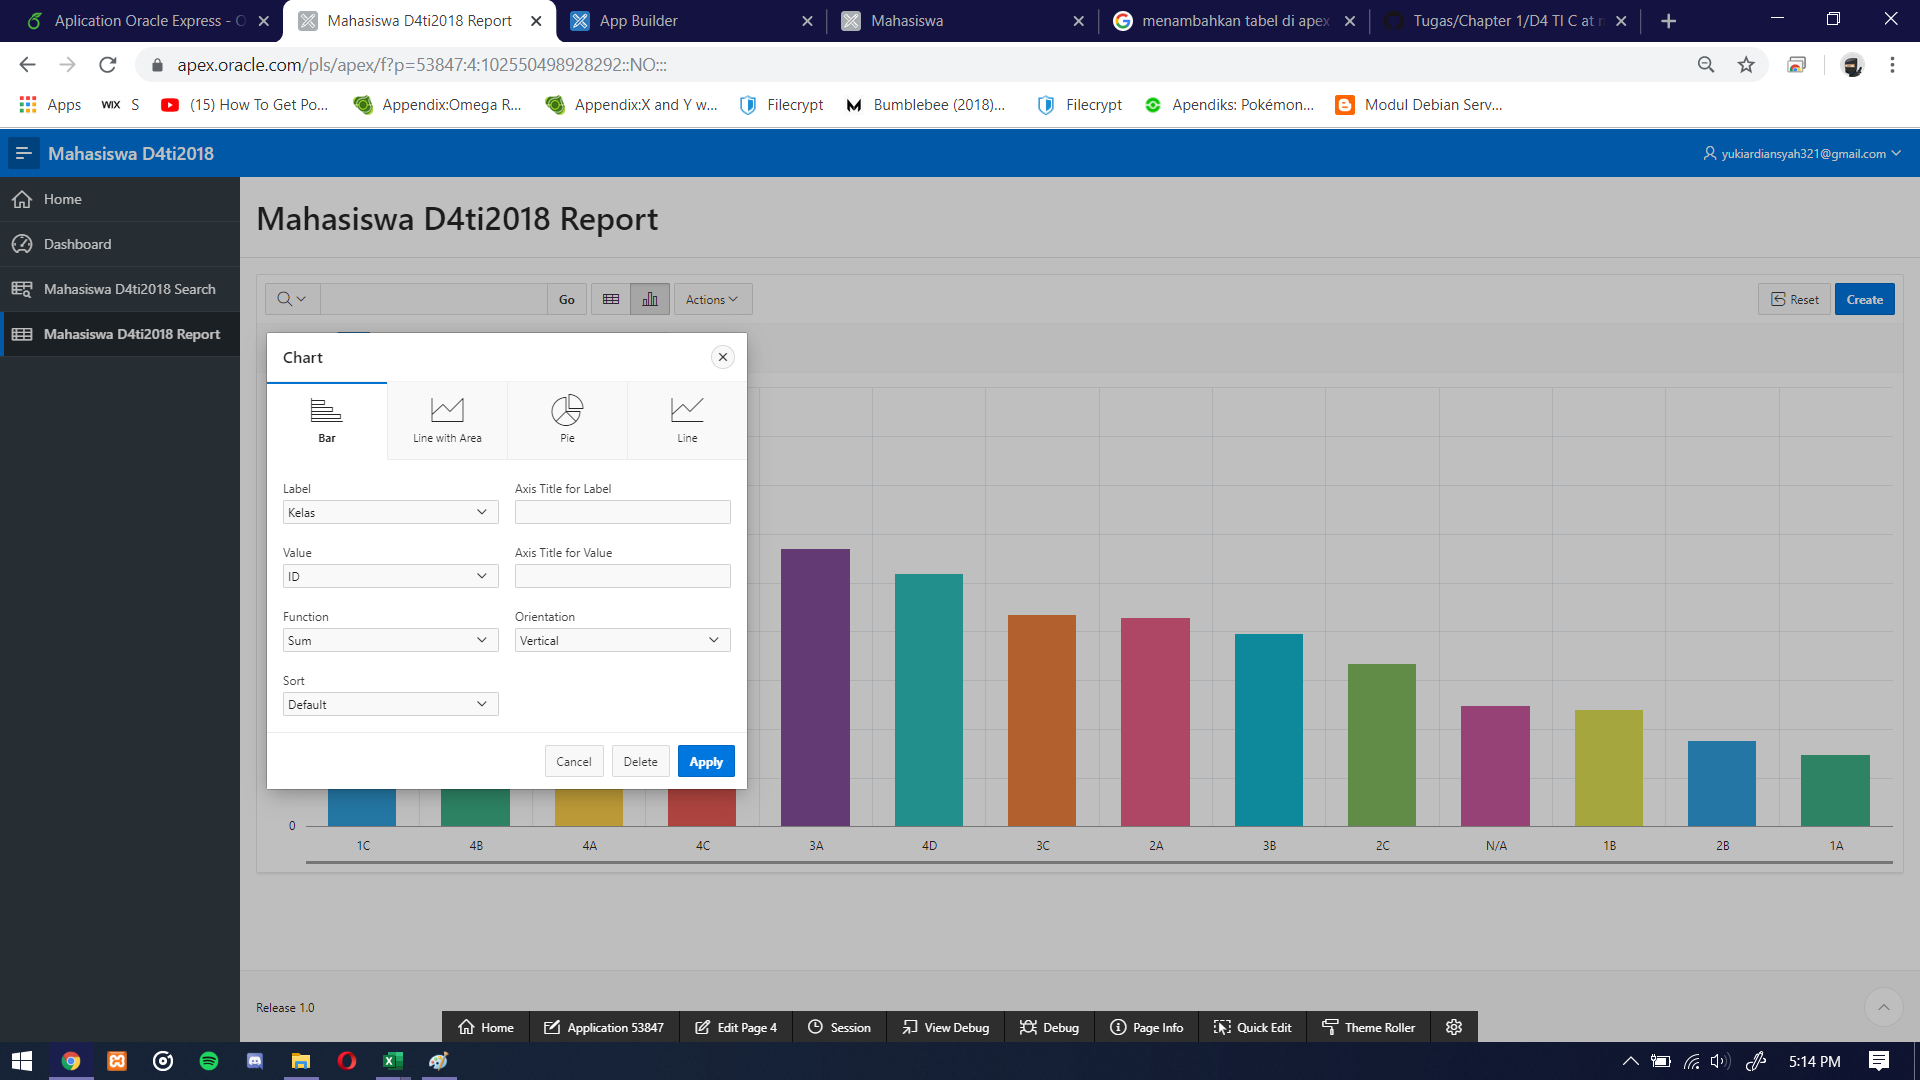 Aplication Oracle Express - O
Mahasiswa D4ti2018 Report
App Builder
Mahasiswa
menambahkan tabel di apex
Tugas/Chapter 1/D4 TI C at m
apex.oracle.com/pls/apex/f?p=53847:4:102550498928292::NO:::
Apps
WIX S
(15) How To Get Po...
Appendix:Omega R...
Appendix:X and Y w...
Filecrypt
Bumblebee (2018)...
Filecrypt
Apendiks: Pokémon...
Modul Debian Serv...
Mahasiswa D4ti2018
yukiardiansyah321@gmail.com
Home
Dashboard
Mahasiswa D4ti2018 Search
Mahasiswa D4ti2018 Report
Mahasiswa D4ti2018 Report
Go
Actions
Reset
Create
Chart
Bar
Line with Area
Pie
Line
Label
Axis Title for Label
Kelas
Value
Axis Title for Value
ID
Function
Orientation
Sum
Vertical
Sort
Default
Cancel
Delete
Apply
0
1C
4B
4A
4C
3A
4D
3C
2A
3B
2C
N/A
1B
2B
1A
Release 1.0
Home
Application 53847
Edit Page 4
Session
View Debug
Debug
Page Info
Quick Edit
Theme Roller
5:14 PM